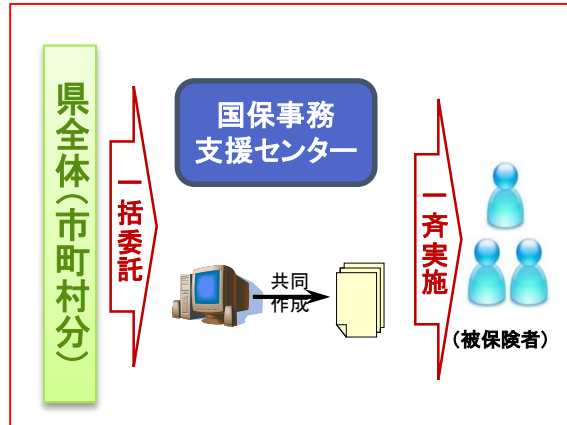 県全体(市町村分)
一括委託
国保事務
支援センター
共同
作成
一斉実施
(被保険者)